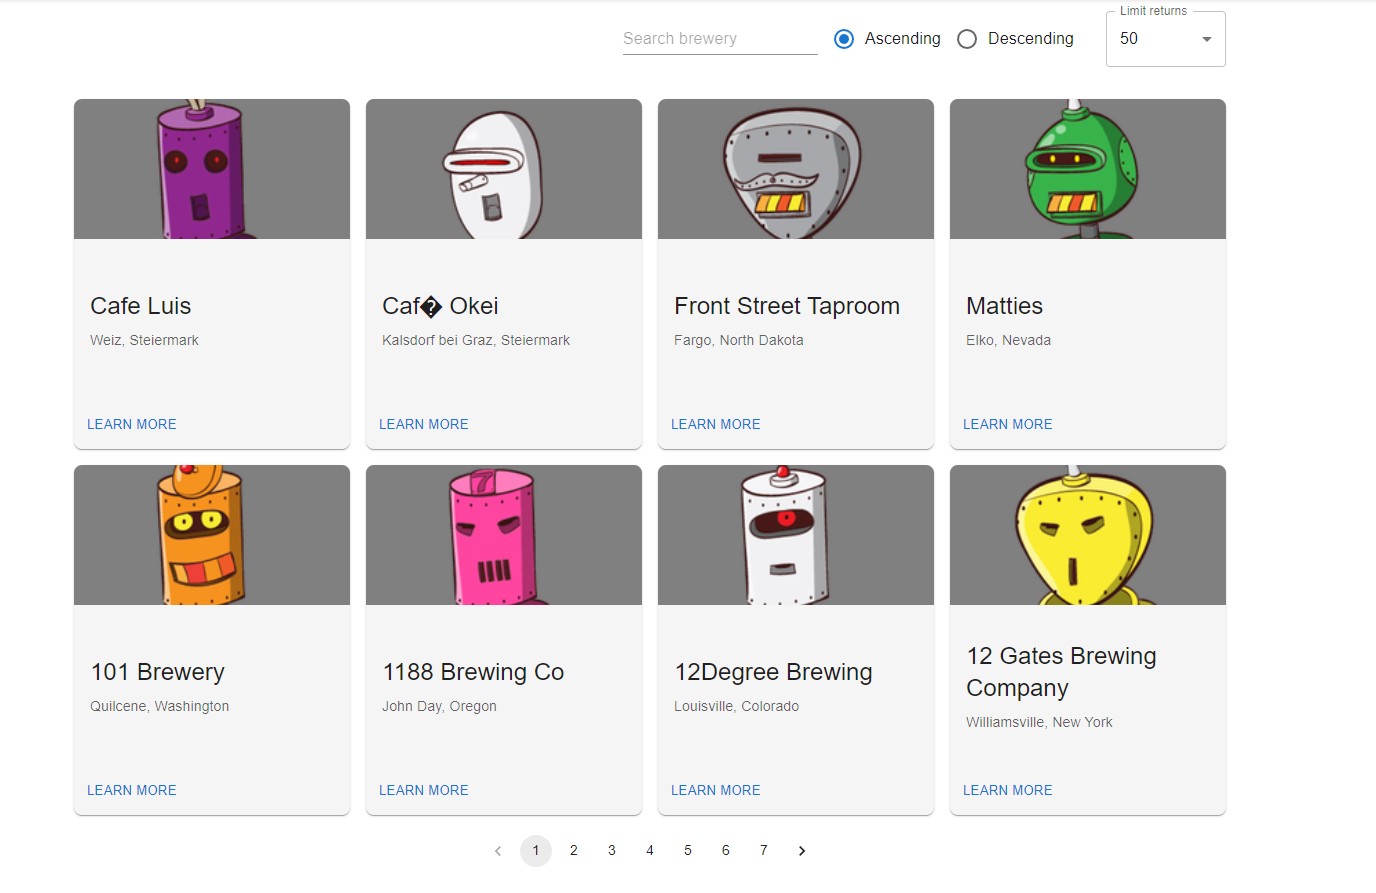 Limit returns
Search brewery Ascending Descending 50
Cafe Luis
Weiz, Steiermark
LEARN MORE
Caf� Okei
Kalsdorf bei Graz, Steiermark
LEARN MORE
Front Street Taproom
Fargo, North Dakota
LEARN MORE
Matties
Elko, Nevada
LEARN MORE
101 Brewery
Quilcene, Washington
LEARN MORE
7
1188 Brewing Co
John Day, Oregon
LEARN MORE
12Degree Brewing
Louisville, Colorado
LEARN MORE
12 Gates Brewing
Company
Williamsville, New York
LEARN MORE
1 2 3 4 5 6 7